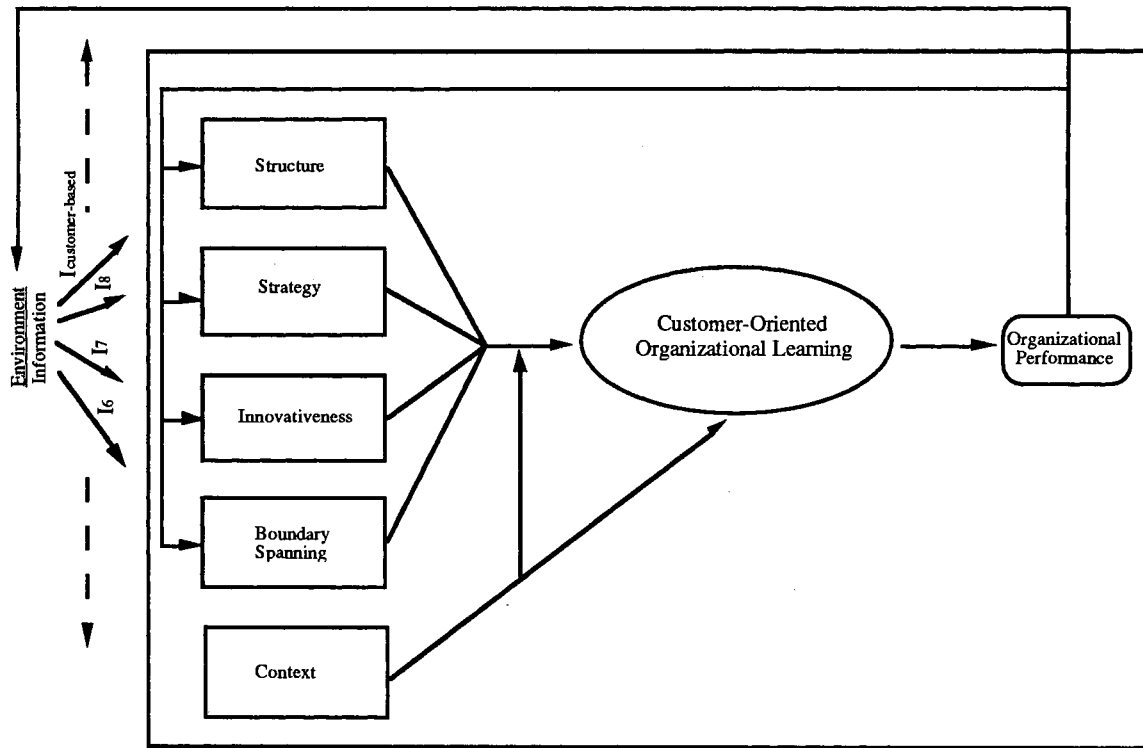 Icustomer-based
I8
I7
I6
Environment
Information
Structure
Strategy
Innovativeness
Boundary
Spanning
Context
Customer-Oriented
Organizational Learning
Organizational
Performance